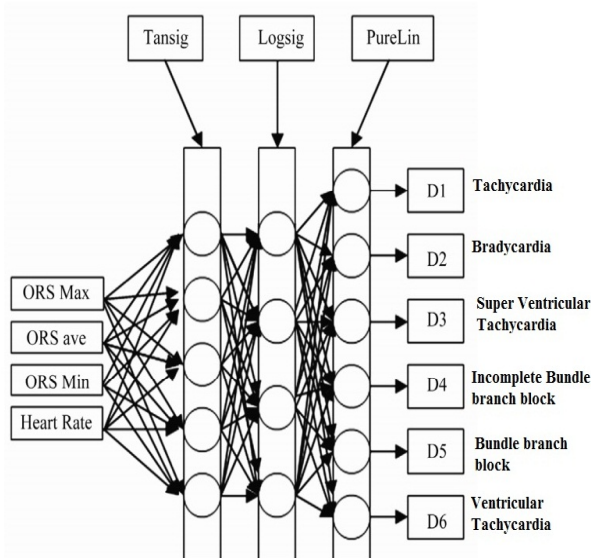 Tansig
Logsig
PureLin
ORS Max
ORS ave
ORS Min
Heart Rate
D1
Tachycardia
D2
Bradycardia
D3
Super Ventricular
Tachycardia
D4
Incomplete Bundle
branch block
D5
Bundle branch
block
D6
Ventricular
Tachycardia